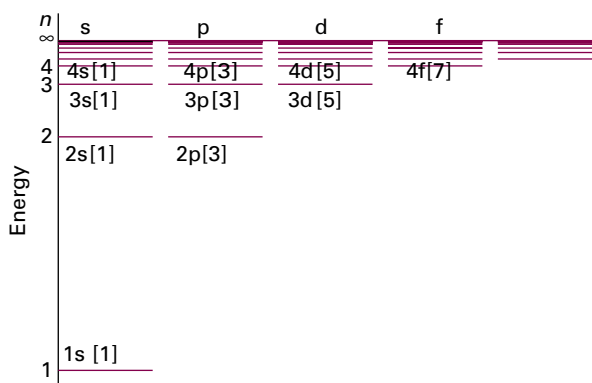 n
s p d f
∞
4 4s[1] 4p[3] 4d[5] 4f[7]
3
3s[1] 3p[3] 3d[5]
2
2s[1] 2p[3]
Energy
1s [1]
1